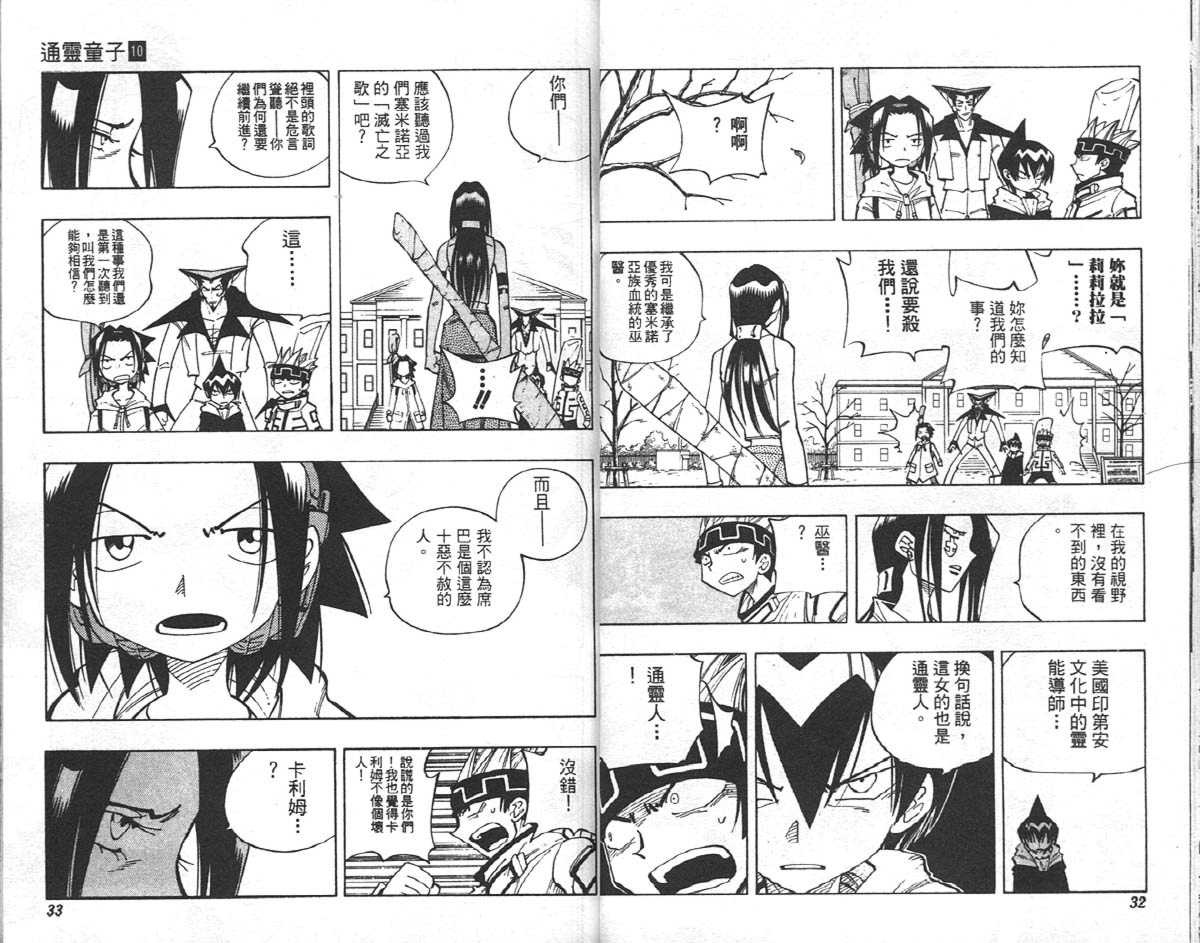 通靈童子10
啊啊
?
妳就是「
莉莉拉拉
」……?
妳怎麼知
道我們的
事?
還說要殺
我們…!
我可是繼承了
優秀的塞米諾
亞族血統的巫
醫。
在我的視野
裡,沒有看
不到的東西
。
巫醫…
?
美國印第安
文化中的靈
能導師…
換句話說,
這女的也是
通靈人。
通靈人…
!
32
你們——
應該聽過我
們塞米諾亞
的「滅亡之
歌」吧?
…!!
裡頭的歌詞
絕不是危言
聳聽——你
們為何還要
繼續前進?
這……
這種事我們還
是第一次聽到
,叫我們怎麼
能夠相信?
而且——
我不認為席
巴是個這麼
十惡不赦的
人。
沒錯!
說謊的是你們
!我也覺得卡
利姆不像個壞
人!
卡利姆…
?
33